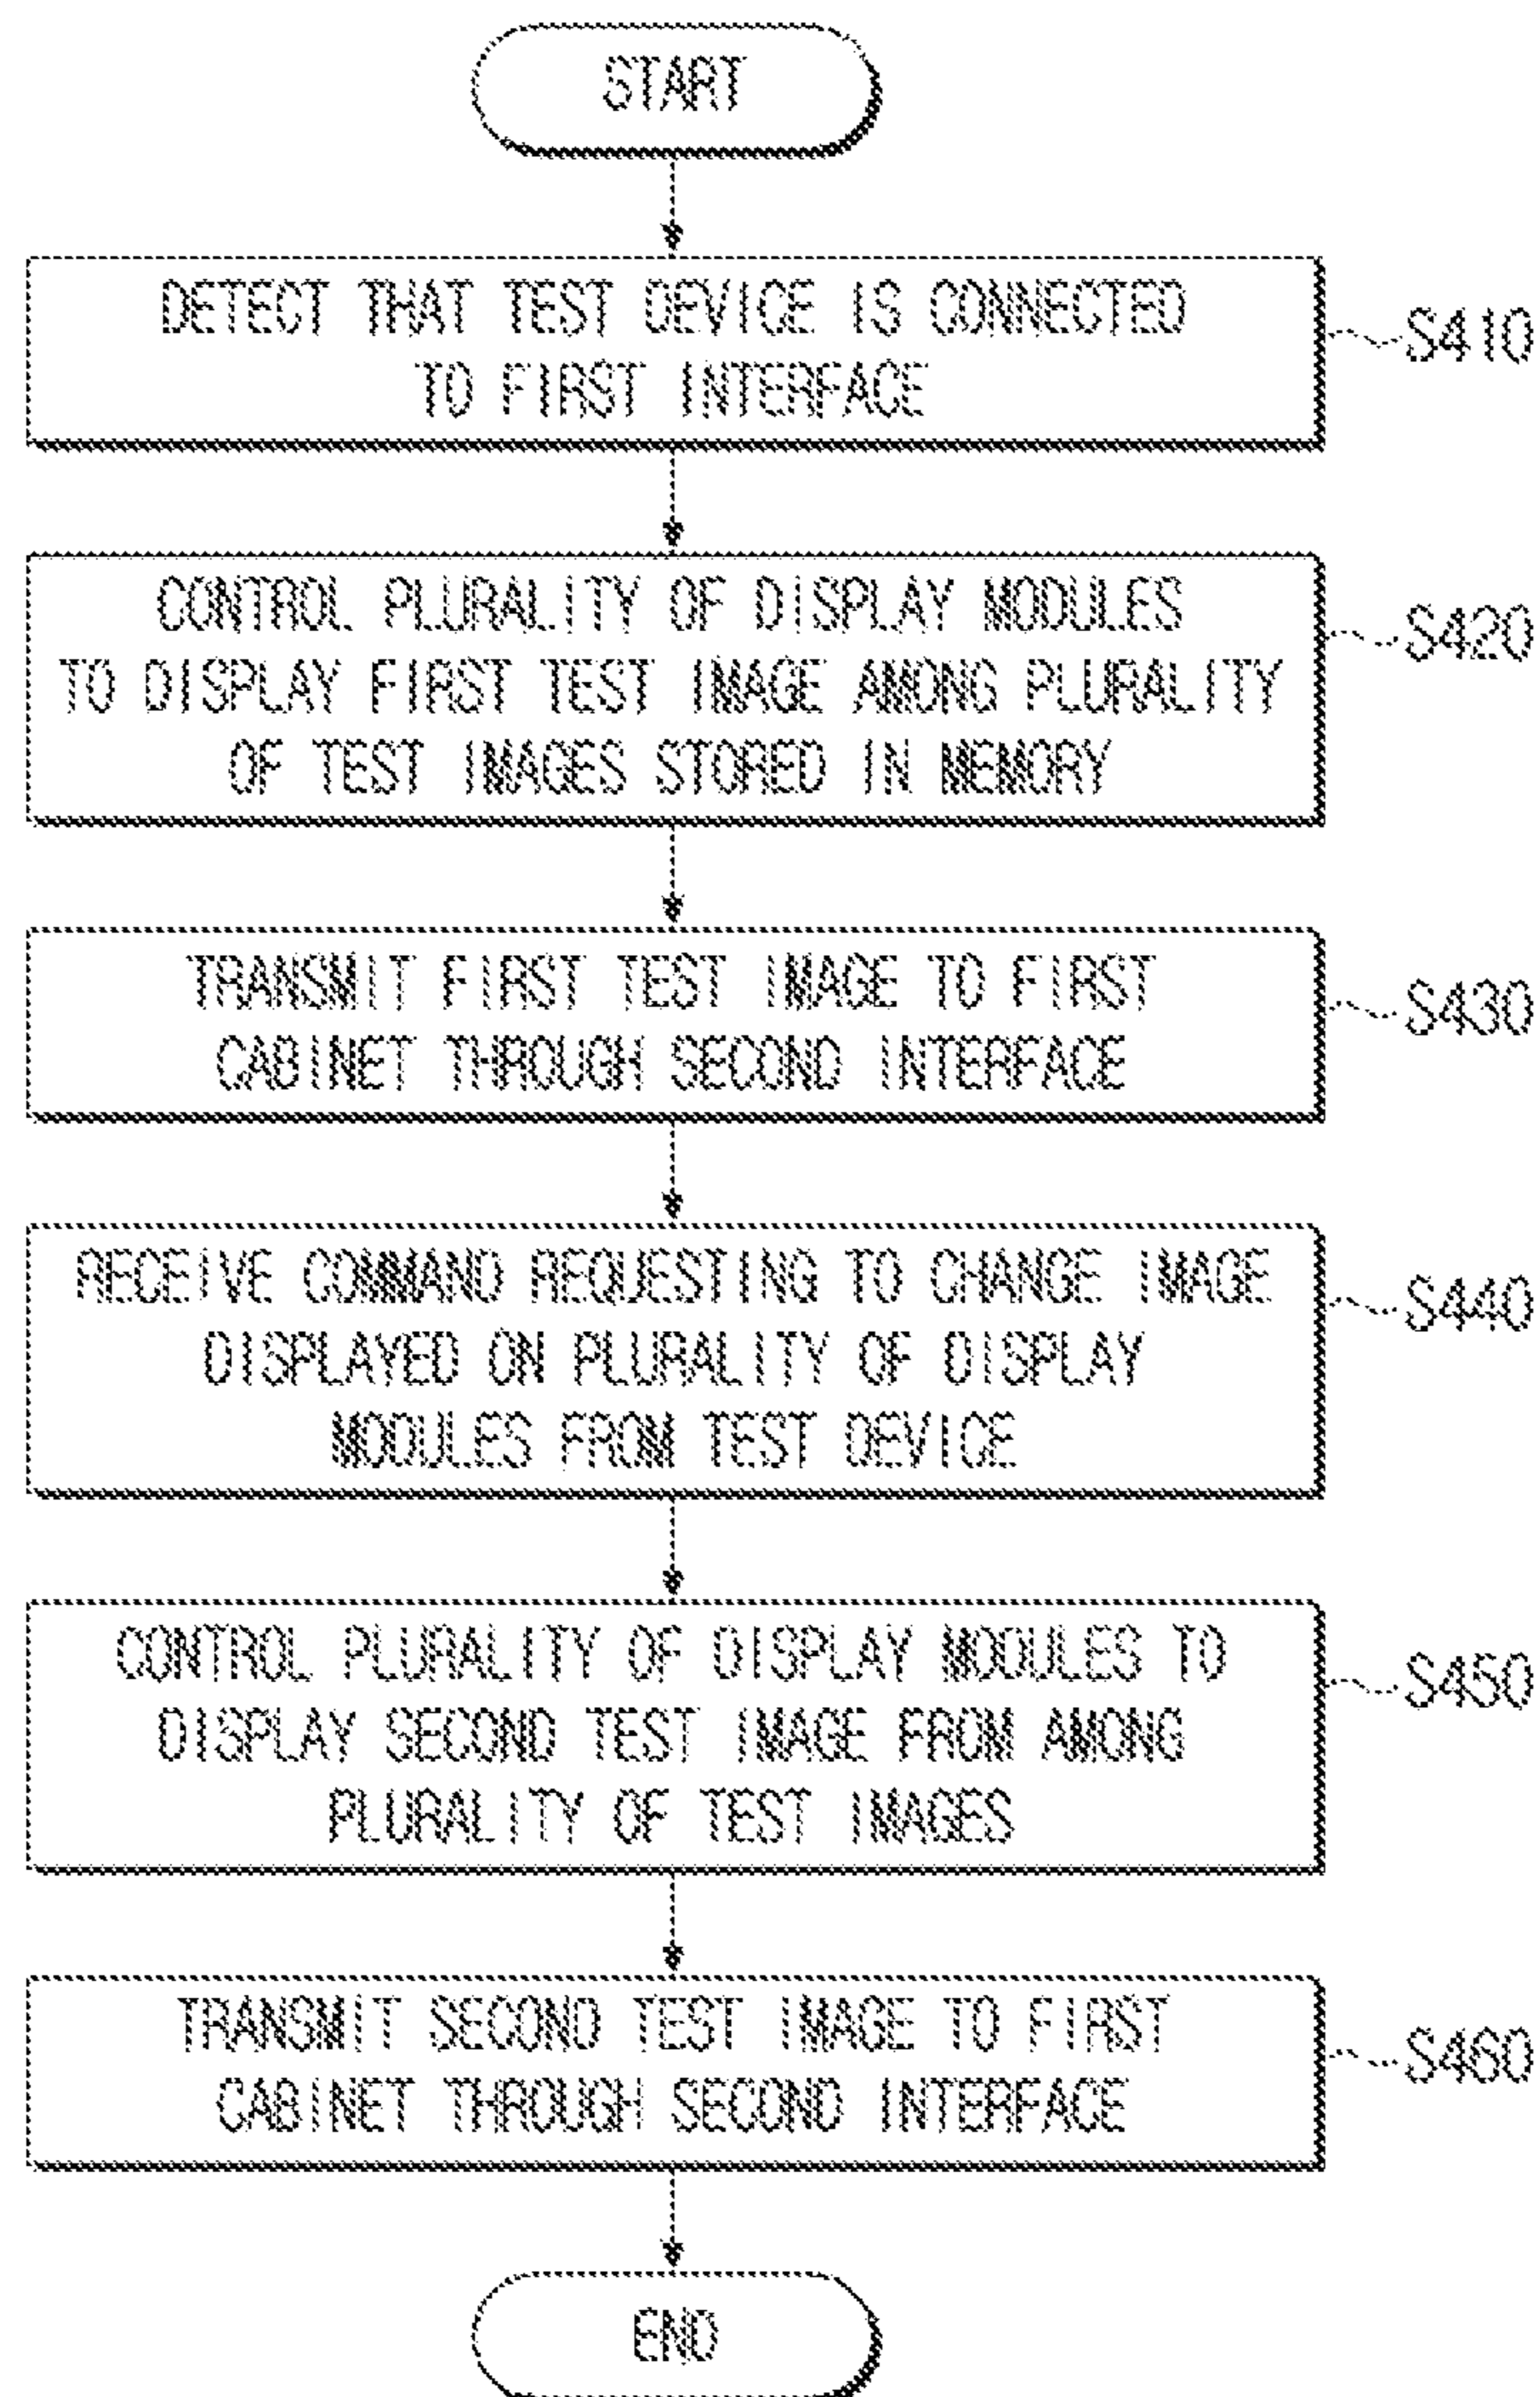 START
DETECT THAT TEST DEVICE IS CONNECTED
TO FIRST INTERFACE
S410
CONTROL PLURALITY OF DISPLAY MODULES
TO DISPLAY FIRST TEST IMAGE AMONG PLURALITY
OF TEST IMAGES STORED IN MEMORY
S420
TRANSMIT FIRST TEST IMAGE TO FIRST
CABINET THROUGH SECOND INTERFACE
S430
RECEIVE COMMAND REQUESTING TO CHANGE IMAGE
DISPLAYED ON PLURALITY OF DISPLAY
MODULES FROM TEST DEVICE
S440
CONTROL PLURALITY OF DISPLAY MODULES TO
DISPLAY SECOND TEST IMAGE FROM AMONG
PLURALITY OF TEST IMAGES
S450
TRANSMIT SECOND TEST IMAGE TO FIRST
CABINET THROUGH SECOND INTERFACE
S460
END